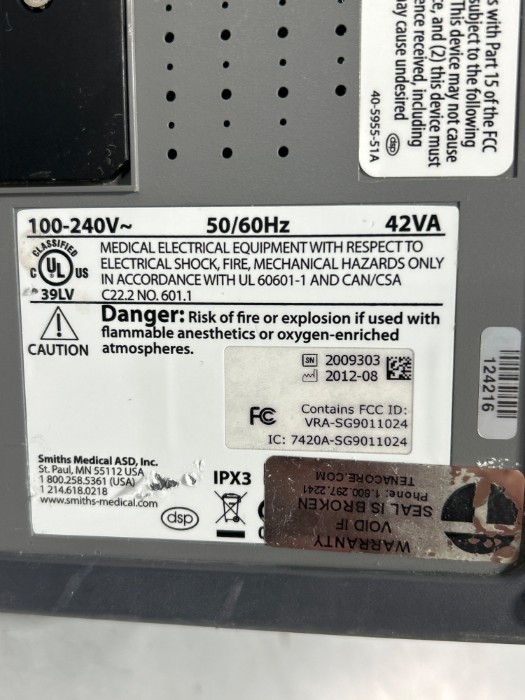 s with Part 15 of the FCC
subject to the following
This device may not cause
ce, and (2) this device must
ence received, including
may cause undesired
dsp
40-5955-51A
100-240V~ 50/60Hz 42VA
CLASSIFIED
C UL US
39LV
MEDICAL ELECTRICAL EQUIPMENT WITH RESPECT TO
ELECTRICAL SHOCK, FIRE, MECHANICAL HAZARDS ONLY
IN ACCORDANCE WITH UL 60601-1 AND CAN/CSA
C22.2 NO. 601.1
CAUTION
Danger: Risk of fire or explosion if used with
flammable anesthetics or oxygen-enriched
atmospheres.
SN 2009303
2012-08
FC
Contains FCC ID:
VRA-SG9011024
IC: 7420A-SG9011024
124216
Smiths Medical ASD, Inc.
St. Paul, MN 55112 USA
1 800.258.5361 (USA)
1 214.618.0218
www.smiths-medical.com
dsp
IPX3
WARRANTY
VOID IF
SEAL IS BROKEN
Phone: 1.800.297.2241
TENACORE.COM